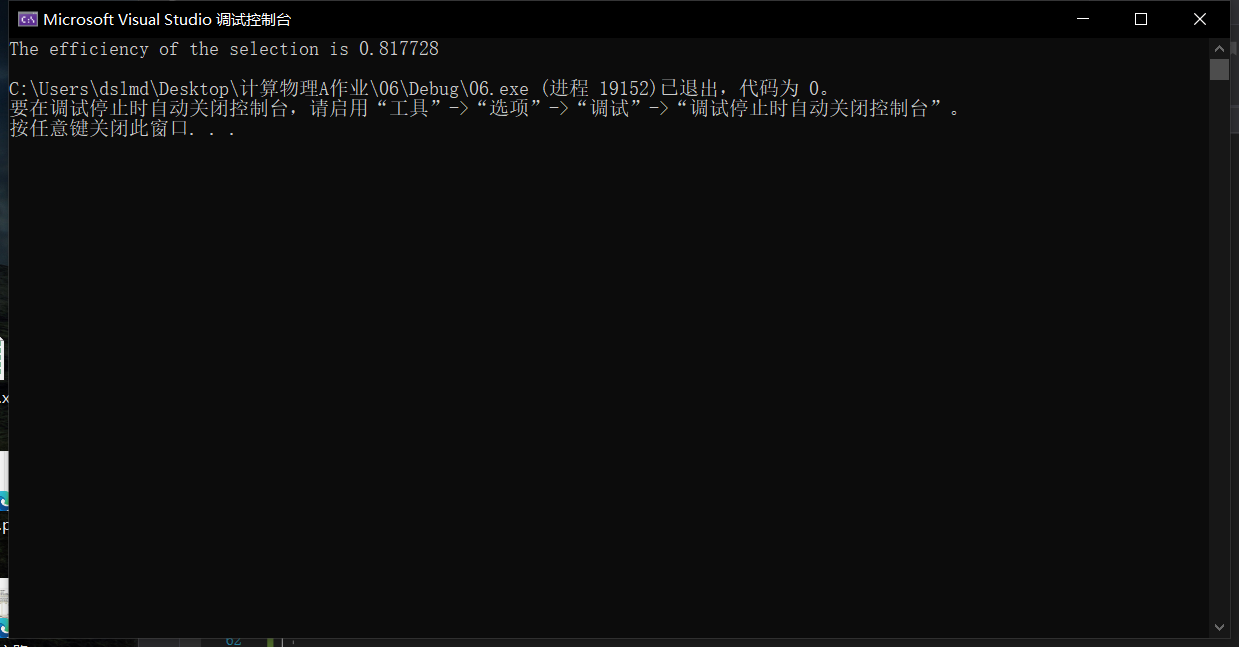 Microsoft Visual Studio 调试控制台
The efficiency of the selection is 0.817728
C:\Users\dslmd\Desktop\计算物理A作业\06\Debug\06.exe (进程 19152)已退出，代码为 0。
要在调试停止时自动关闭控制台，请启用“工具”->“选项”->“调试”->“调试停止时自动关闭控制台”。
按任意键关闭此窗口. . .
.x
.p
62